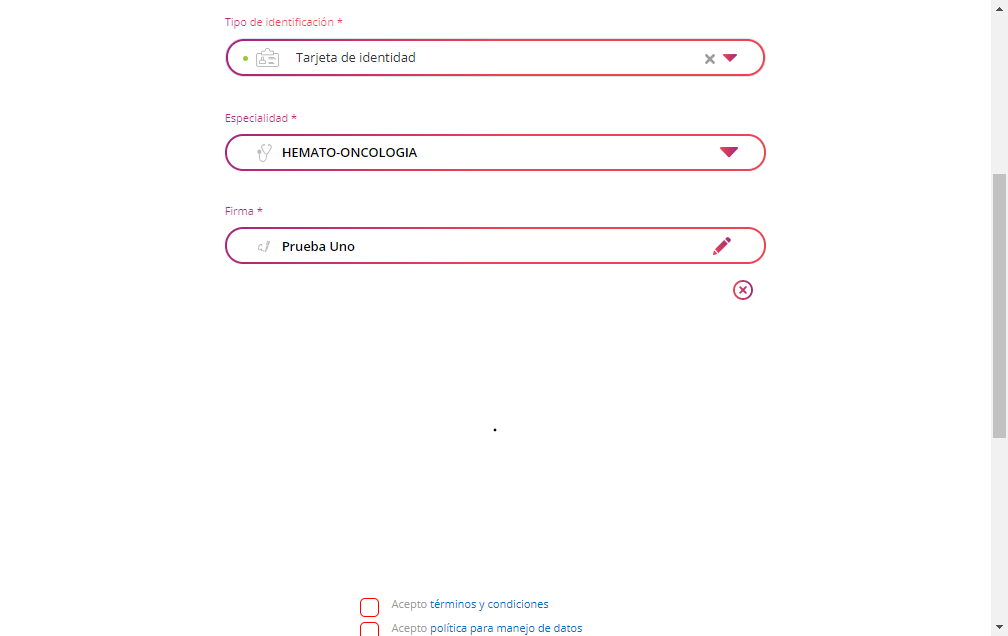 Tipo de Identificación *
Tarjeta de identidad
Especialidad *
HEMATO-ONCOLOGIA
Firma *
Prueba Uno
.
Acepto términos y condiciones
Acepto política para manejo de datos